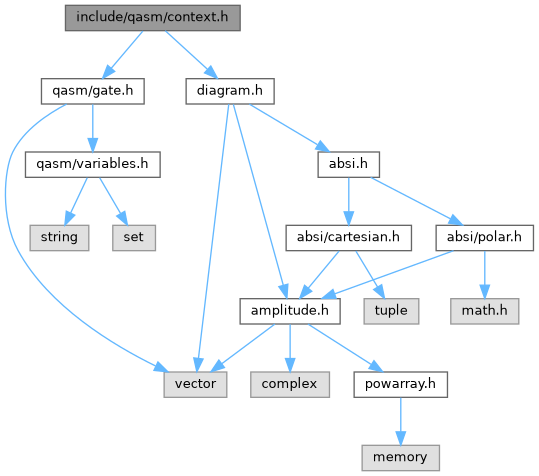 include/qasm/context.h
qasm/gate.h
diagram.h
qasm/variables.h
absi.h
string
set
absi/cartesian.h
absi/polar.h
amplitude.h
tuple
math.h
vector
complex
powarray.h
memory